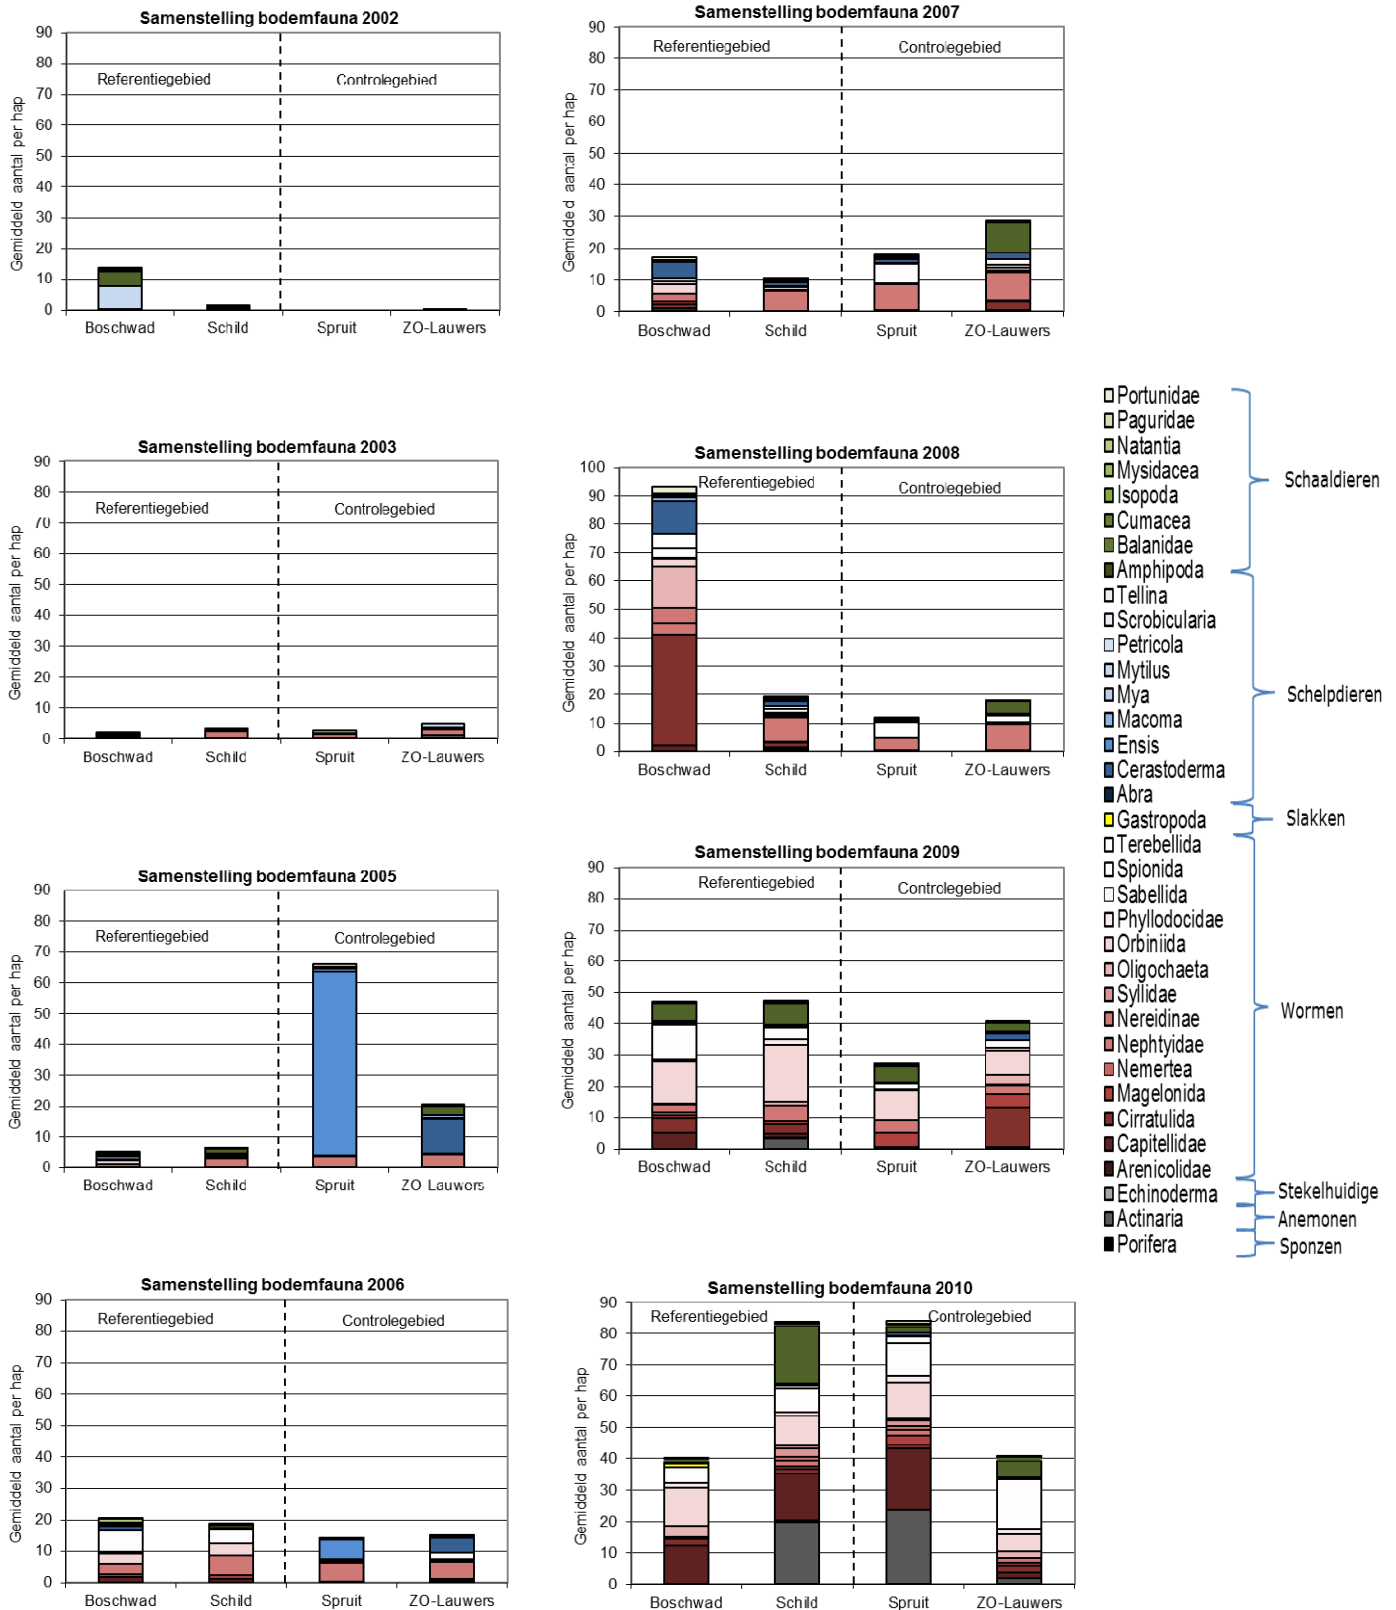 Samenstelling bodemfauna 2002
Gemiddeld aantal per hap
90
80
70
60
50
40
30
20
10
0
Referentiegebied
Controlegebied
Boschwad
Schild
Spruit
ZO-Lauwers
Samenstelling bodemfauna 2007
Gemiddeld aantal per hap
90
80
70
60
50
40
30
20
10
0
Referentiegebied
Controlegebied
Boschwad
Schild
Spruit
ZO-Lauwers
Samenstelling bodemfauna 2003
Gemiddeld aantal per hap
90
80
70
60
50
40
30
20
10
0
Referentiegebied
Controlegebied
Boschwad
Schild
Spruit
ZO-Lauwers
Samenstelling bodemfauna 2008
Gemiddeld aantal per hap
100
90
80
70
60
50
40
30
20
10
0
Referentiegebied
Controlegebied
Boschwad
Schild
Spruit
ZO-Lauwers
Samenstelling bodemfauna 2005
Gemiddeld aantal per hap
90
80
70
60
50
40
30
20
10
0
Referentiegebied
Controlegebied
Boschwad
Schild
Spruit
ZO Lauwers
Samenstelling bodemfauna 2009
Gemiddeld aantal per hap
90
80
70
60
50
40
30
20
10
0
Referentiegebied
Controlegebied
Boschwad
Schild
Spruit
ZO-Lauwers
Samenstelling bodemfauna 2006
Gemiddeld aantal per hap
90
80
70
60
50
40
30
20
10
0
Referentiegebied
Controlegebied
Boschwad
Schild
Spruit
ZO-Lauwers
Samenstelling bodemfauna 2010
Gemiddeld aantal per hap
90
80
70
60
50
40
30
20
10
0
Referentiegebied
Controlegebied
Boschwad
Schild
Spruit
ZO-Lauwers
Portunidae
Paguridae
Natantia
Mysidacea
Isopoda
Cumacea
Balanidae
Amphipoda
Tellina
Scrobicularia
Petricola
Mytilus
Mya
Macoma
Ensis
Cerastoderma
Abra
Gastropoda
Terebellida
Spionida
Sabellida
Phyllodocidae
Orbiniida
Oligochaeta
Syllidae
Nereidinae
Nephtyidae
Nemertea
Magelonida
Cirratulida
Capitellidae
Arenicolidae
Echinoderma
Actinaria
Porifera
Schaaldieren
Schelpdieren
Slakken
Wormen
Stekelhuidige
Anemonen
Sponzen